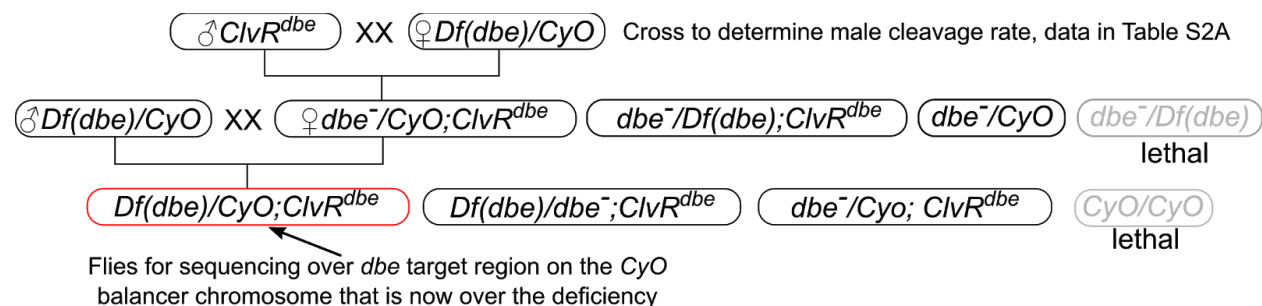 ♂ClvR^dbe XX ♀Df(dbe)/CyO Cross to determine male cleavage rate, data in Table S2A
♂Df(dbe)/CyO XX ♀dbe⁻/CyO;ClvR^dbe dbe⁻/Df(dbe);ClvR^dbe dbe⁻/CyO dbe⁻/Df(dbe)
lethal
Df(dbe)/CyO;ClvR^dbe Df(dbe)/dbe⁻;ClvR^dbe dbe⁻/Cyo; ClvR^dbe CyO/CyO
lethal
Flies for sequencing over dbe target region on the CyO
balancer chromosome that is now over the deficiency